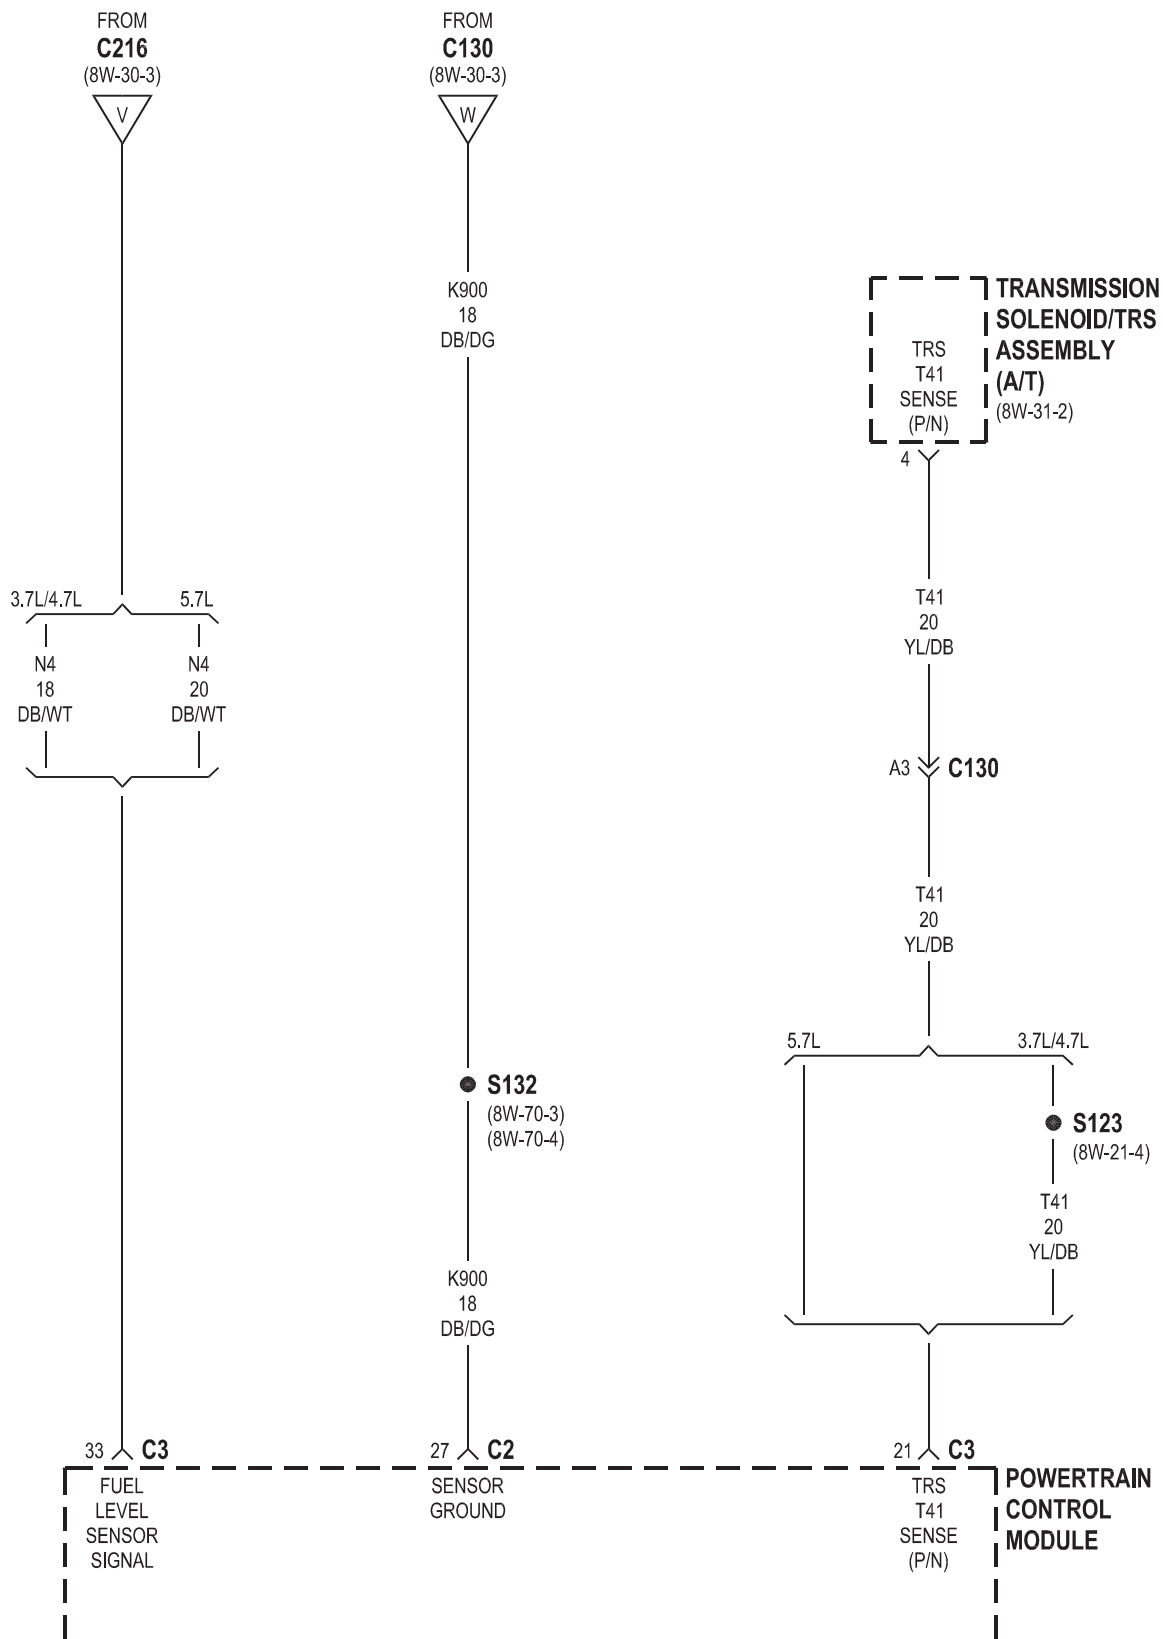 FROM
C216
(8W-30-3)
V
FROM
C130
(8W-30-3)
W
K900
18
DB/DG
TRANSMISSION
SOLENOID/TRS
ASSEMBLY
(A/T)
(8W-31-2)
TRS
T41
SENSE
(P/N)
4
3.7L/4.7L
5.7L
N4
18
DB/WT
N4
20
DB/WT
T41
20
YL/DB
A3
C130
T41
20
YL/DB
5.7L
3.7L/4.7L
S132
(8W-70-3)
(8W-70-4)
S123
(8W-21-4)
T41
20
YL/DB
K900
18
DB/DG
33
C3
27
C2
21
C3
FUEL
LEVEL
SENSOR
SIGNAL
SENSOR
GROUND
TRS
T41
SENSE
(P/N)
POWERTRAIN
CONTROL
MODULE